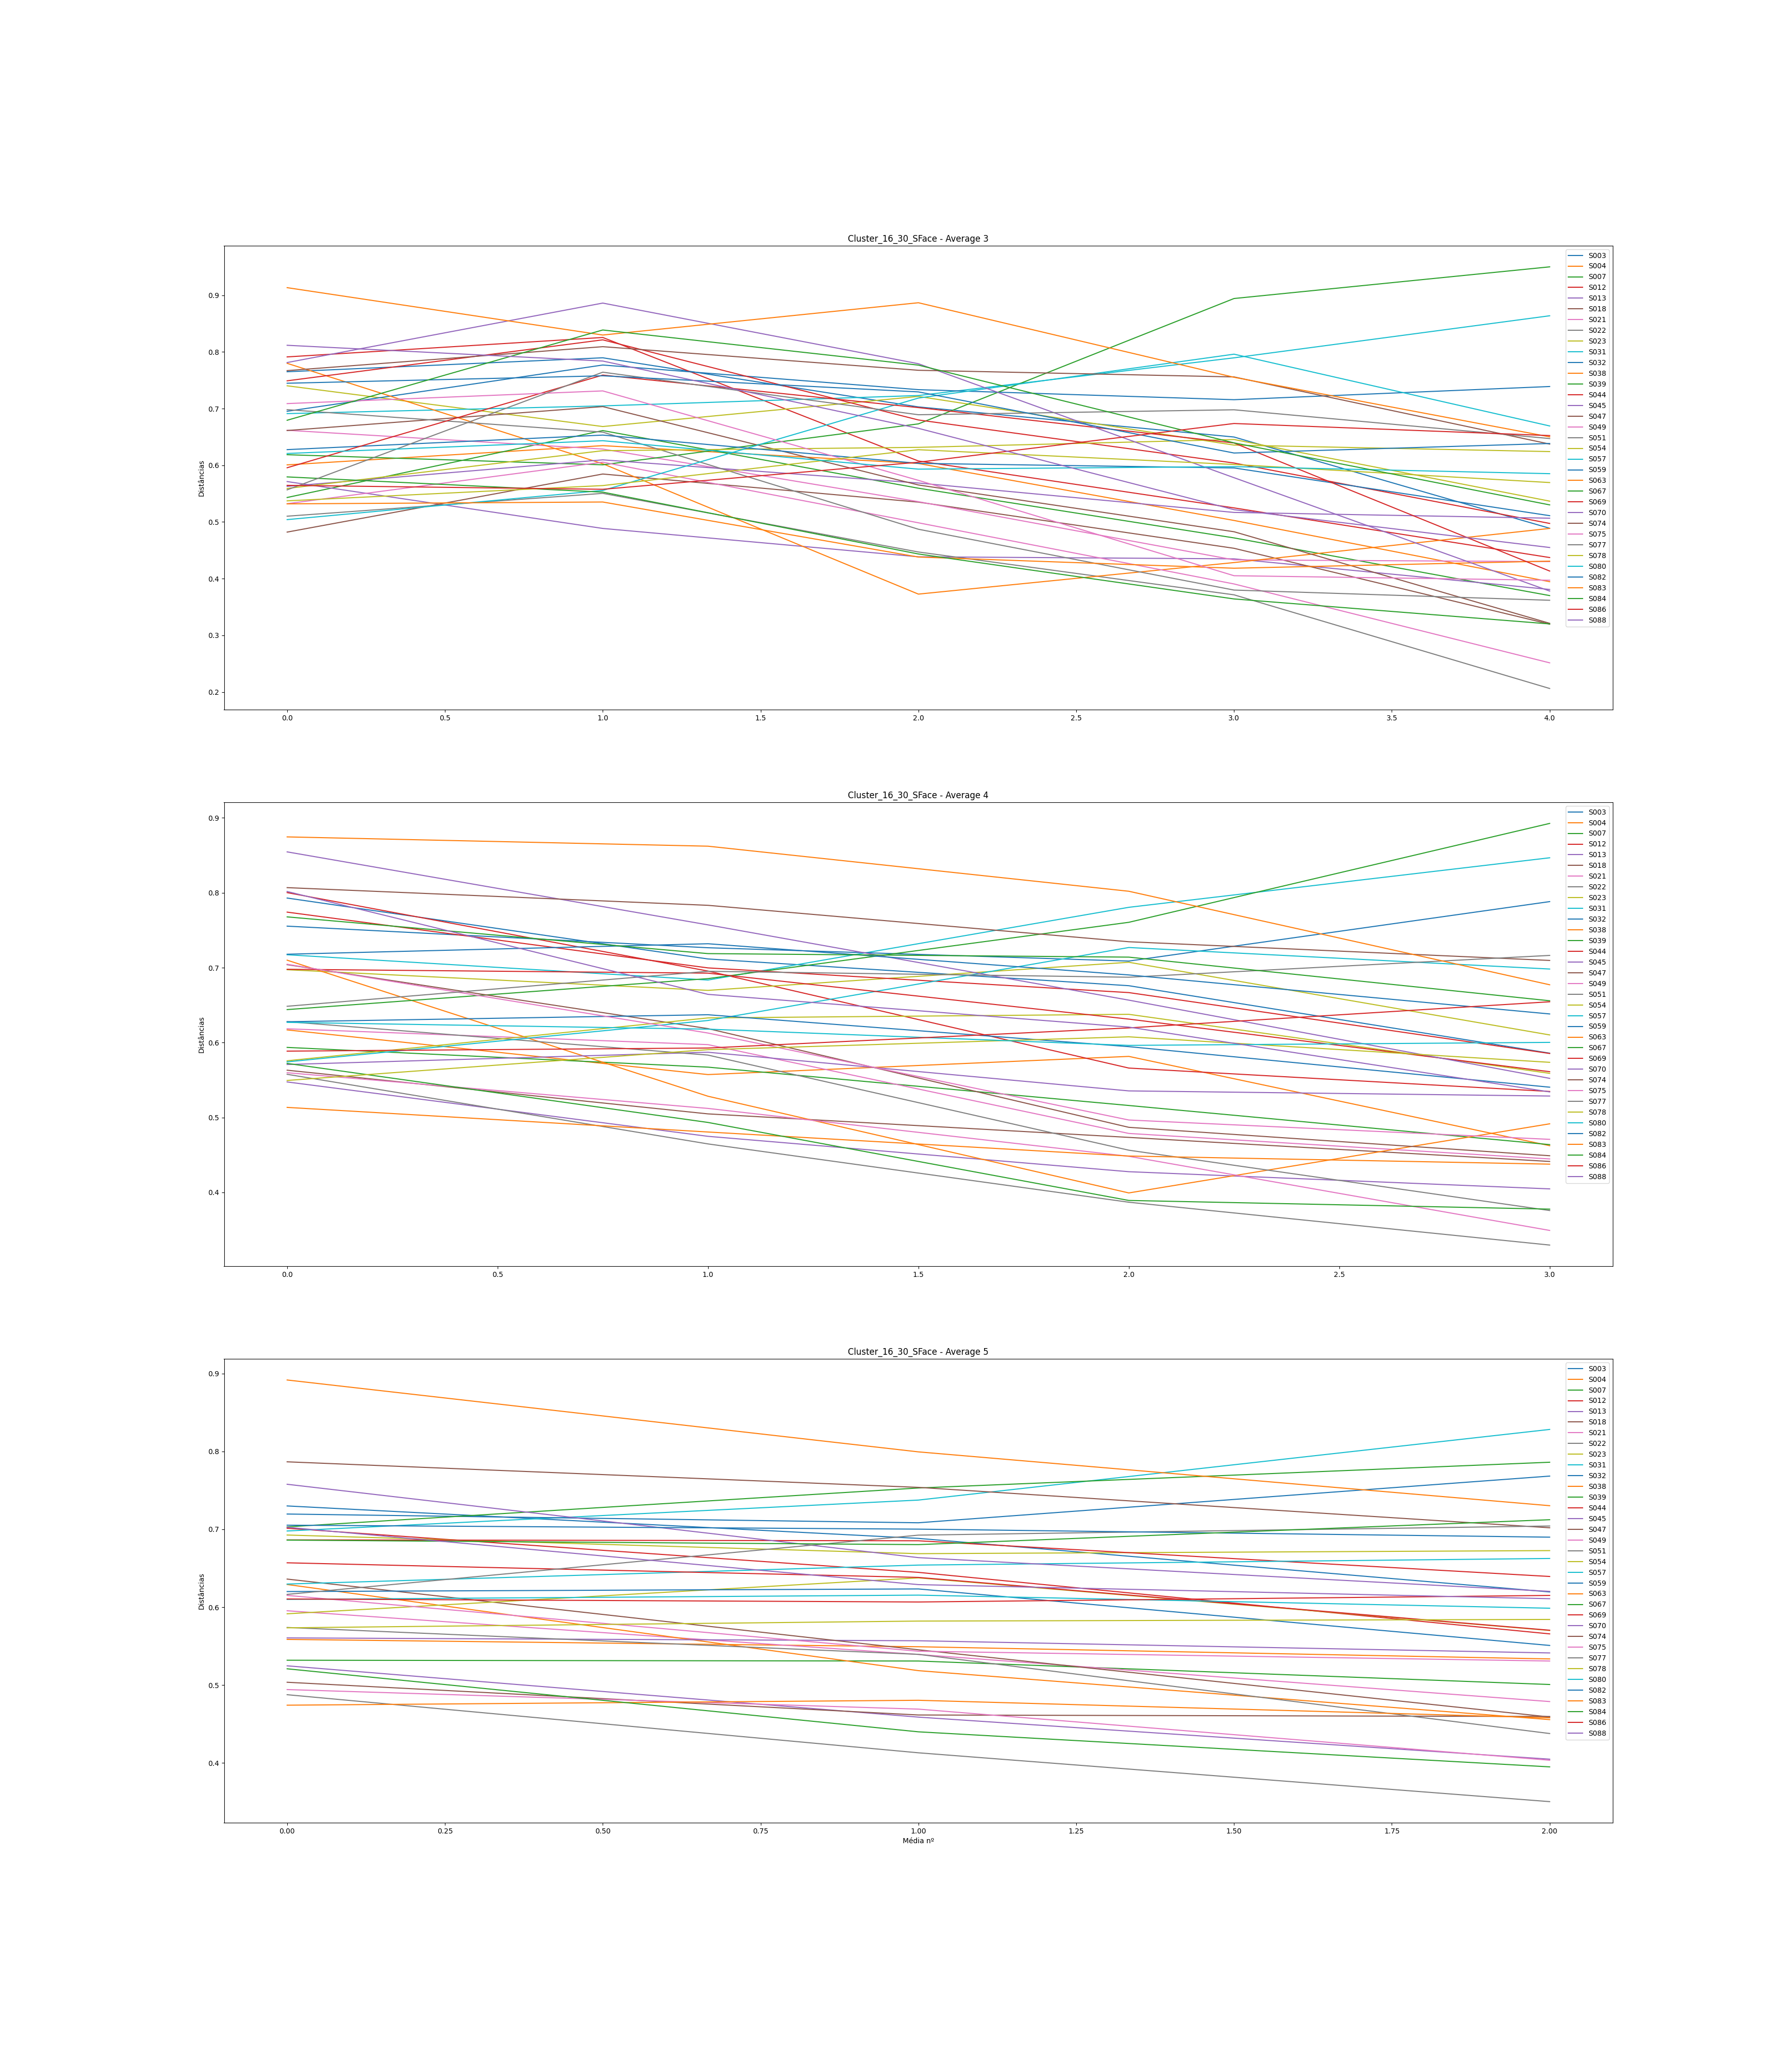 Cluster_16_30_SFace - Average 3
Distâncias
0.9
0.8
0.7
0.6
0.5
0.4
0.3
0.2
0.0 0.5 1.0 1.5 2.0 2.5 3.0 3.5 4.0
S003
S004
S007
S012
S013
S018
S021
S022
S023
S031
S032
S038
S039
S044
S045
S047
S049
S051
S054
S057
S059
S063
S067
S069
S070
S074
S075
S077
S078
S080
S082
S083
S084
S086
S088
Cluster_16_30_SFace - Average 4
Distâncias
0.9
0.8
0.7
0.6
0.5
0.4
0.0 0.5 1.0 1.5 2.0 2.5 3.0
S003
S004
S007
S012
S013
S018
S021
S022
S023
S031
S032
S038
S039
S044
S045
S047
S049
S051
S054
S057
S059
S063
S067
S069
S070
S074
S075
S077
S078
S080
S082
S083
S084
S086
S088
Cluster_16_30_SFace - Average 5
Distâncias
0.9
0.8
0.7
0.6
0.5
0.4
0.00 0.25 0.50 0.75 1.00 1.25 1.50 1.75 2.00
Média nº
S003
S004
S007
S012
S013
S018
S021
S022
S023
S031
S032
S038
S039
S044
S045
S047
S049
S051
S054
S057
S059
S063
S067
S069
S070
S074
S075
S077
S078
S080
S082
S083
S084
S086
S088